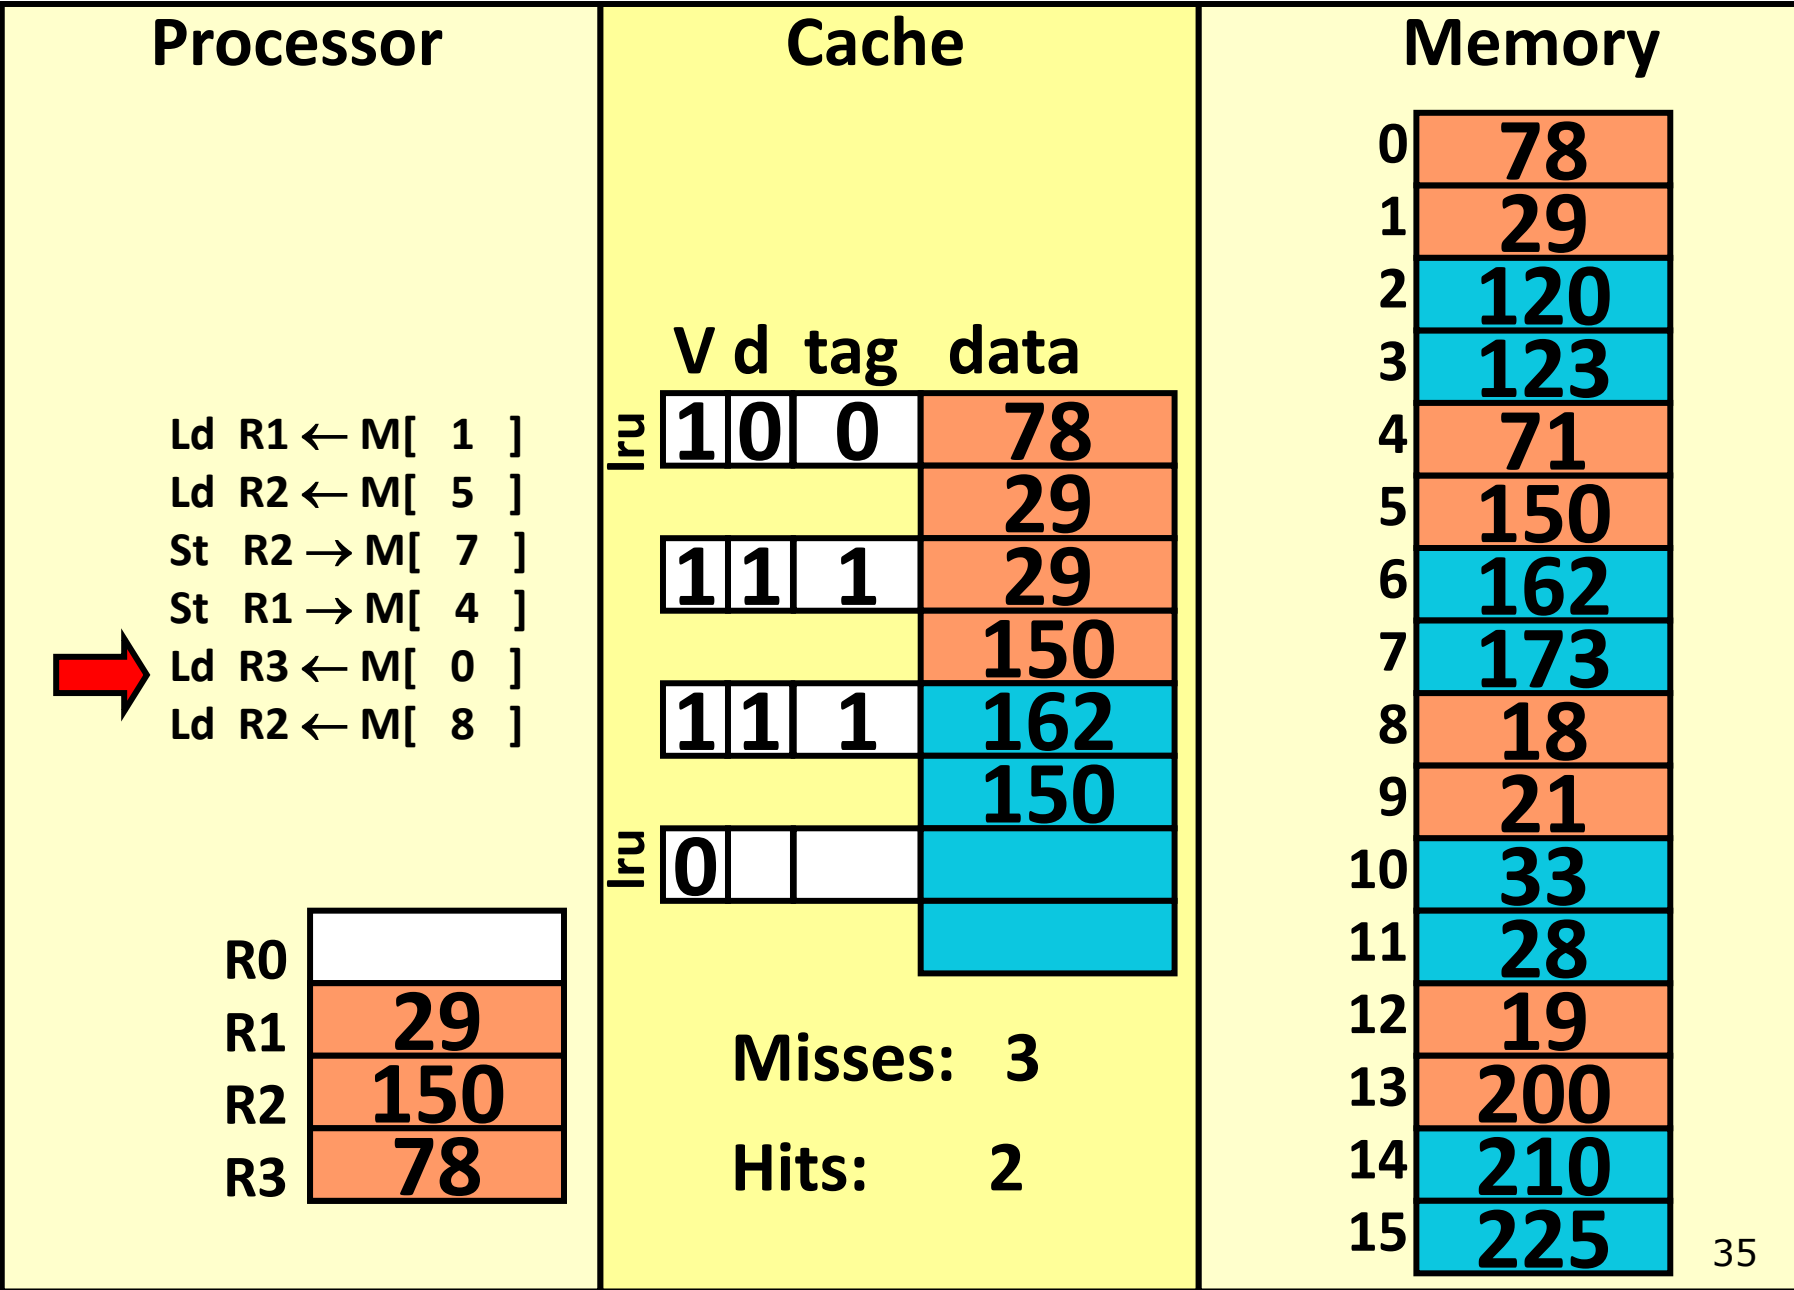 Processor
Ld R1 ← M[ 1 ]
Ld R2 ← M[ 5 ]
St R2 → M[ 7 ]
St R1 → M[ 4 ]
Ld R3 ← M[ 0 ]
Ld R2 ← M[ 8 ]
R0
R1 29
R2 150
R3 78
Cache
V d tag data
lru 1 0 0 78
29
1 1 1 29
150
1 1 1 162
150
lru 0
Misses: 3
Hits: 2
Memory
0 78
1 29
2 120
3 123
4 71
5 150
6 162
7 173
8 18
9 21
10 33
11 28
12 19
13 200
14 210
15 225
35